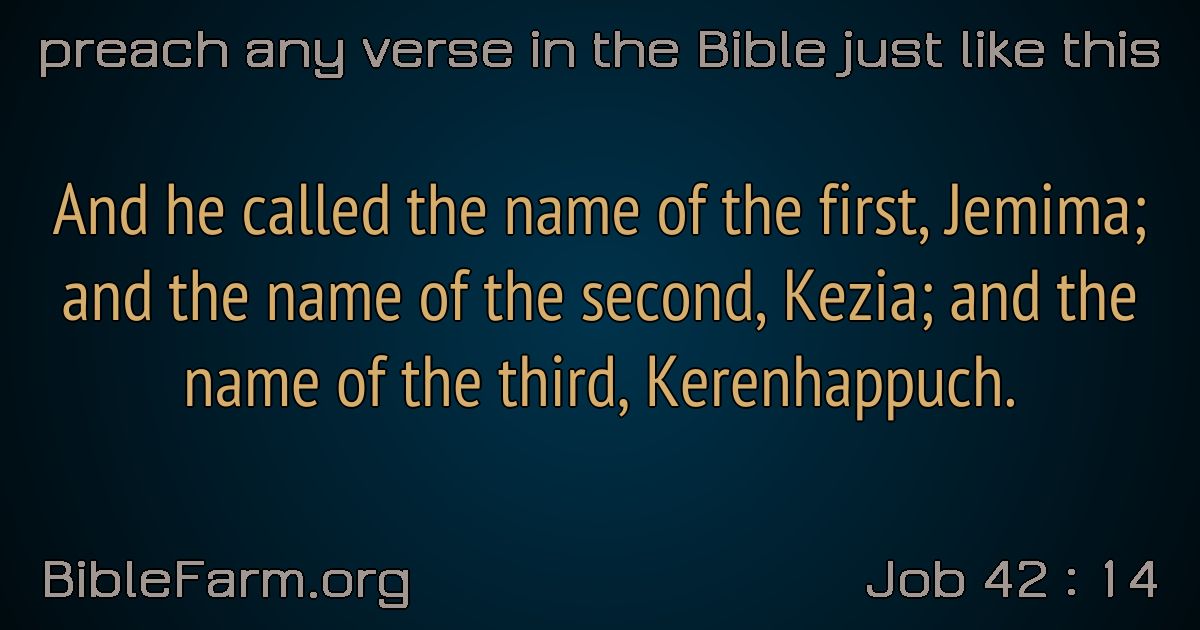 preach any verse in the Bible just like this
And he called the name of the first, Jemima;
and the name of the second, Kezia; and the
name of the third, Kerenhappuch.
BibleFarm.org
Job 42 : 14